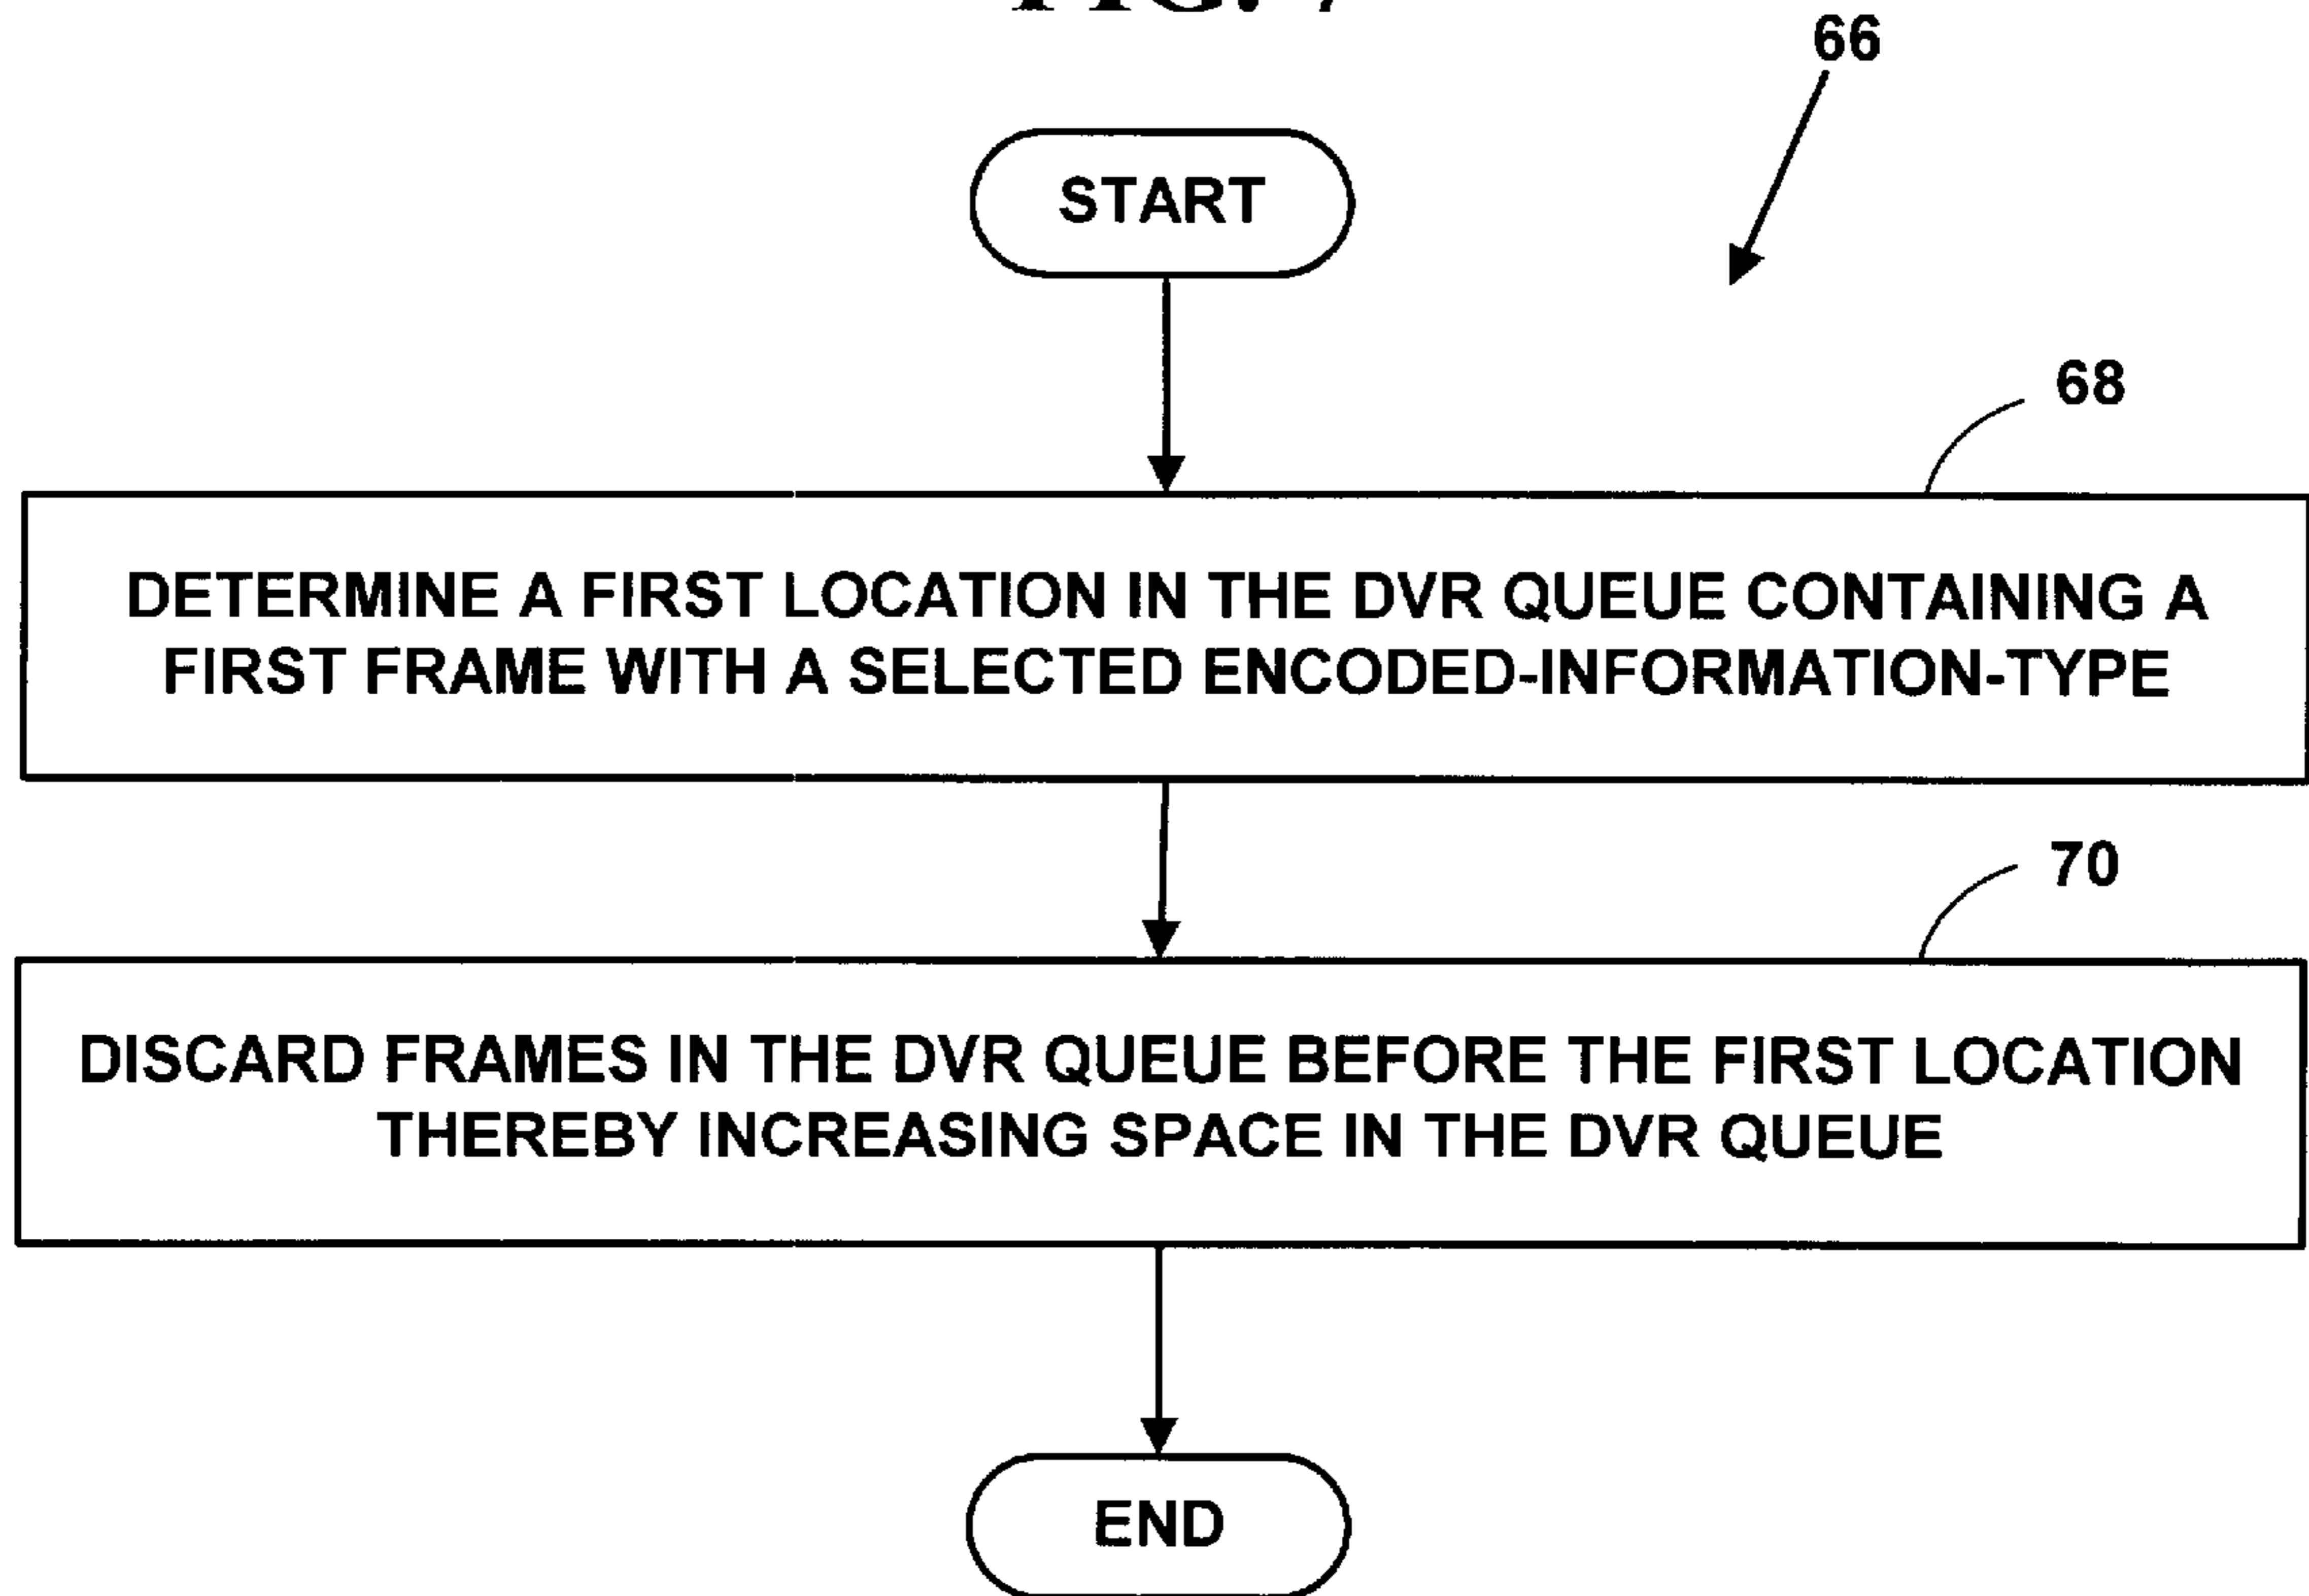 66
START
68
DETERMINE A FIRST LOCATION IN THE DVR QUEUE CONTAINING A
FIRST FRAME WITH A SELECTED ENCODED-INFORMATION-TYPE
70
DISCARD FRAMES IN THE DVR QUEUE BEFORE THE FIRST LOCATION
THEREBY INCREASING SPACE IN THE DVR QUEUE
END